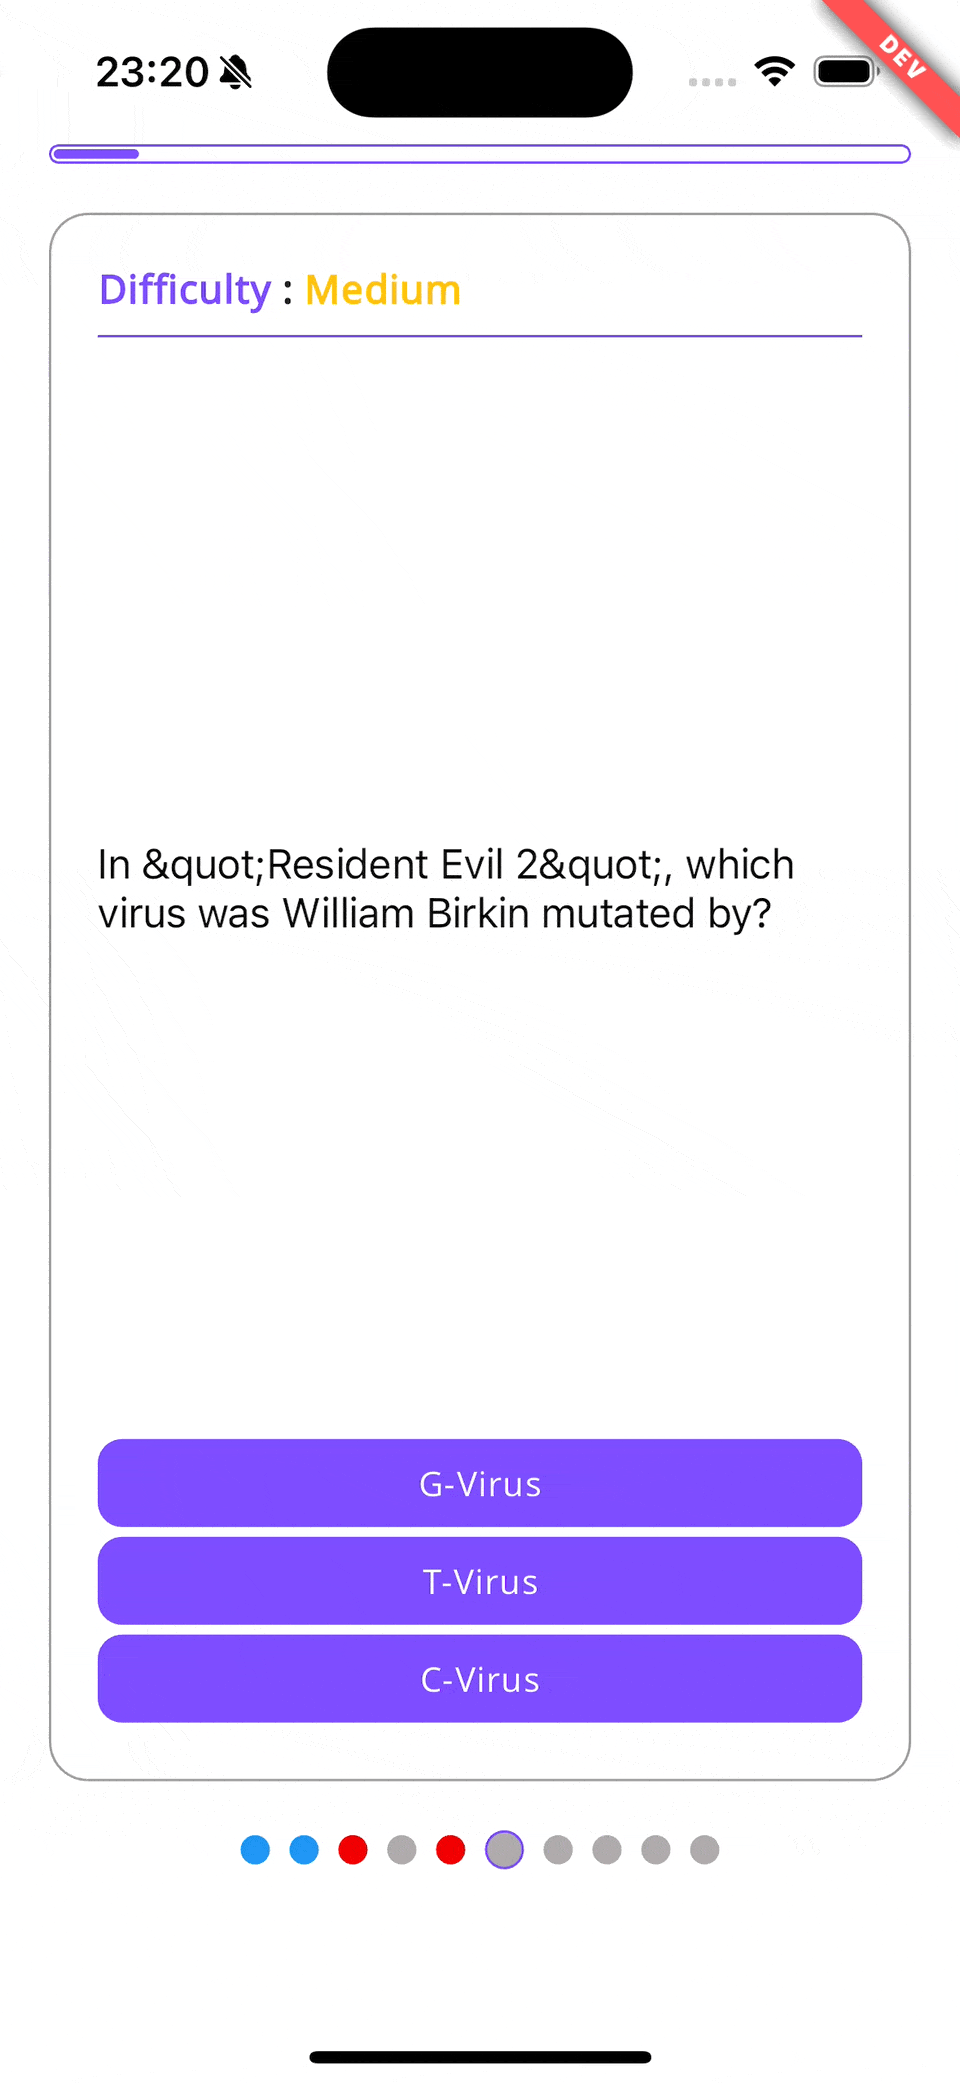 23:20
DEV
Difficulty : Medium
In &quot;Resident Evil 2&quot;, which
virus was William Birkin mutated by?
G-Virus
T-Virus
C-Virus